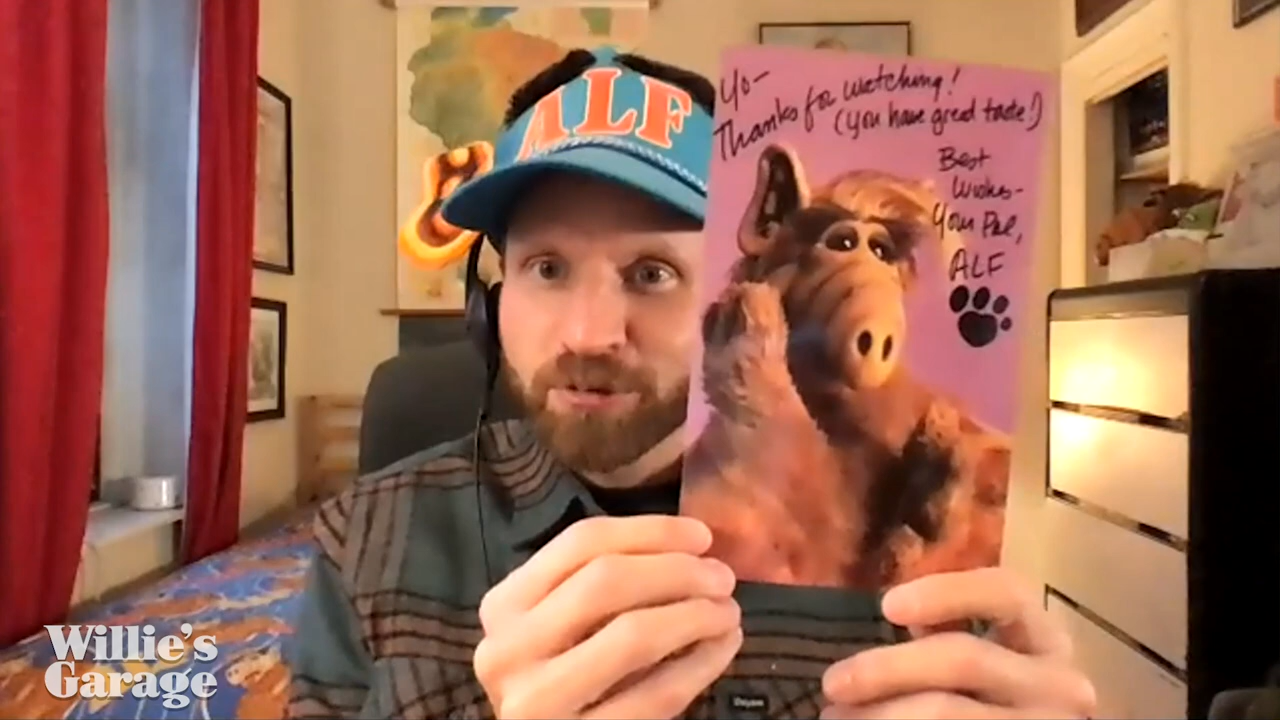 ALF
Yo-
Thanks for watching!
(You have great taste!)
Best
Wishes-
Your Pal,
ALF
Willie's
Garage